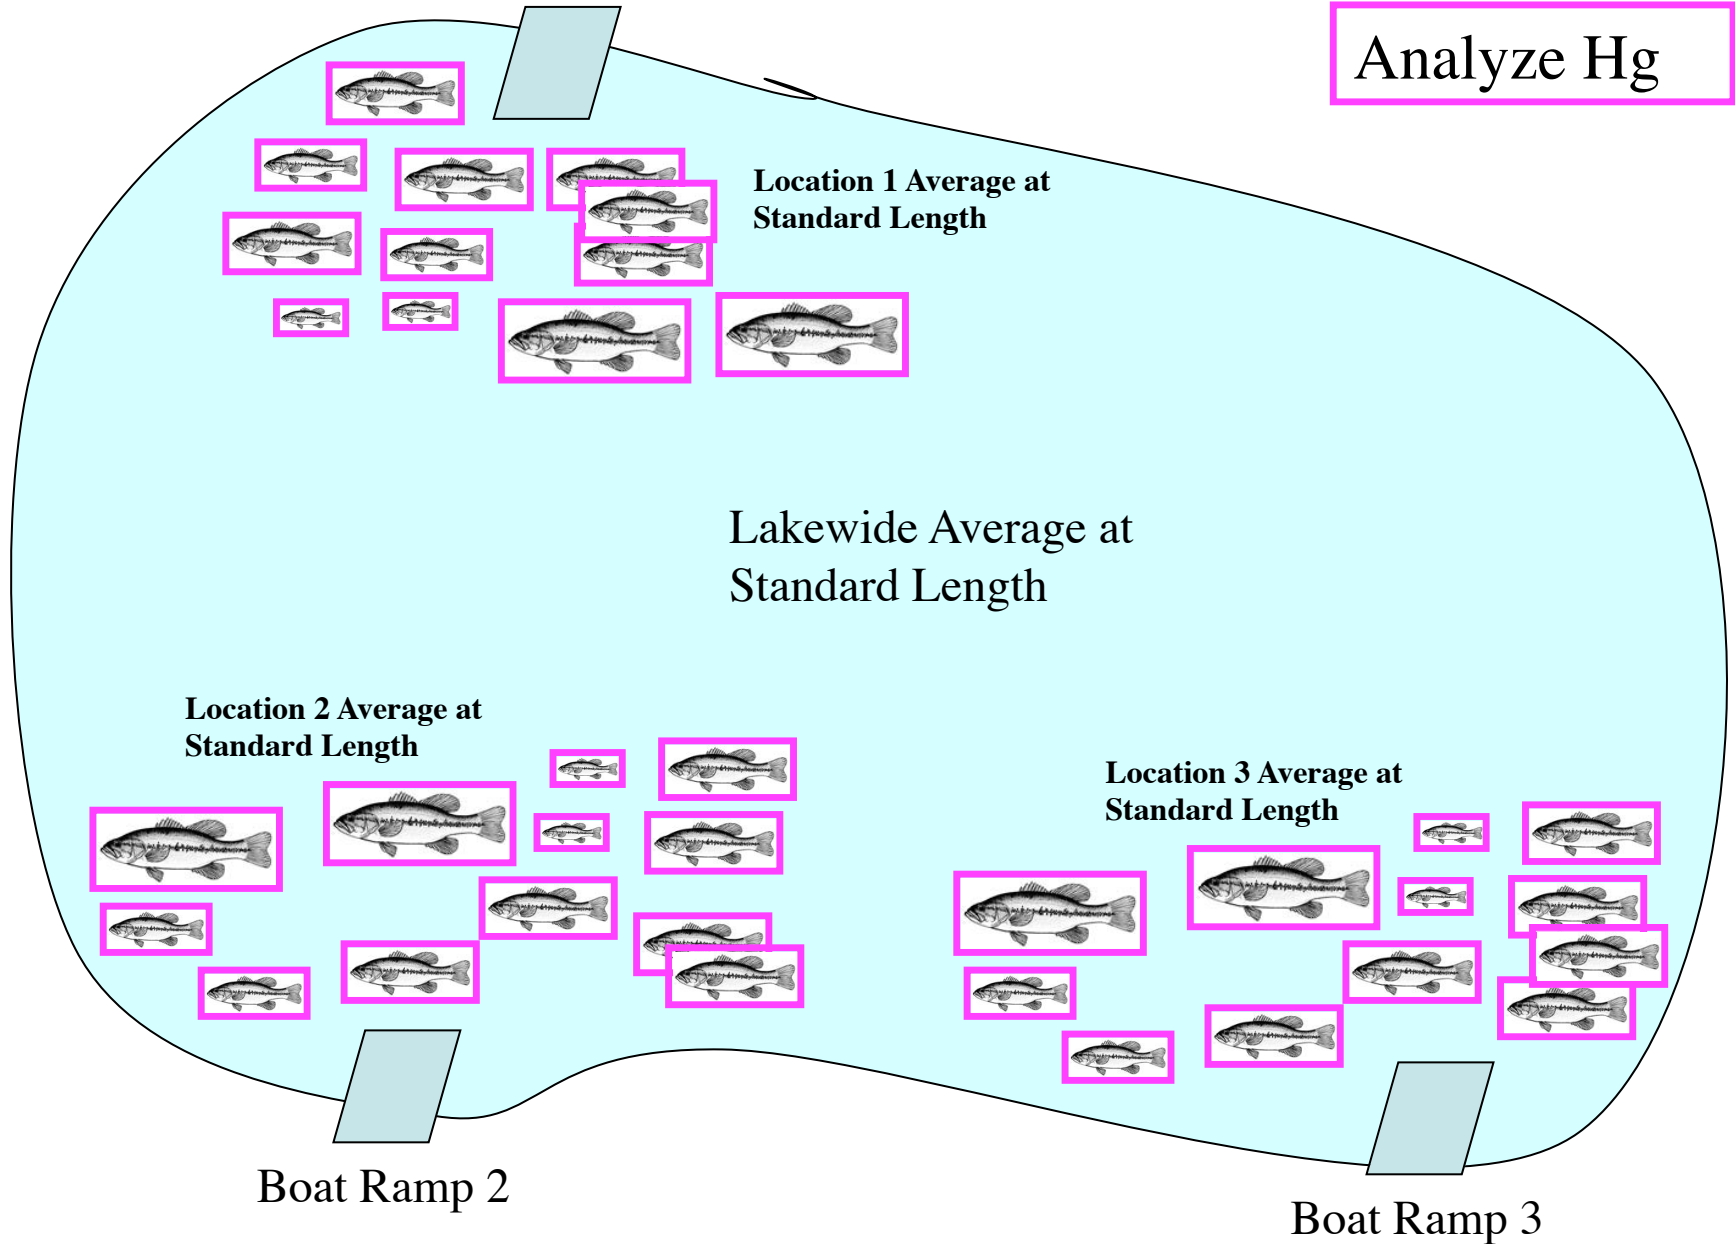 Analyze Hg
Location 1 Average at
Standard Length
Lakewide Average at
Standard Length
Location 2 Average at
Standard Length
Location 3 Average at
Standard Length
Boat Ramp 2
Boat Ramp 3